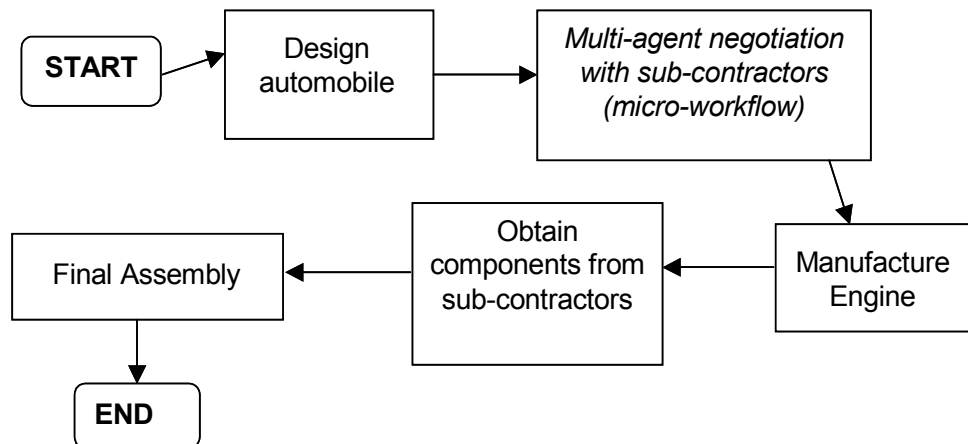 START
Design
automobile
Multi-agent negotiation
with sub-contractors
(micro-workflow)
Manufacture
Engine
Obtain
components from
sub-contractors
Final Assembly
END